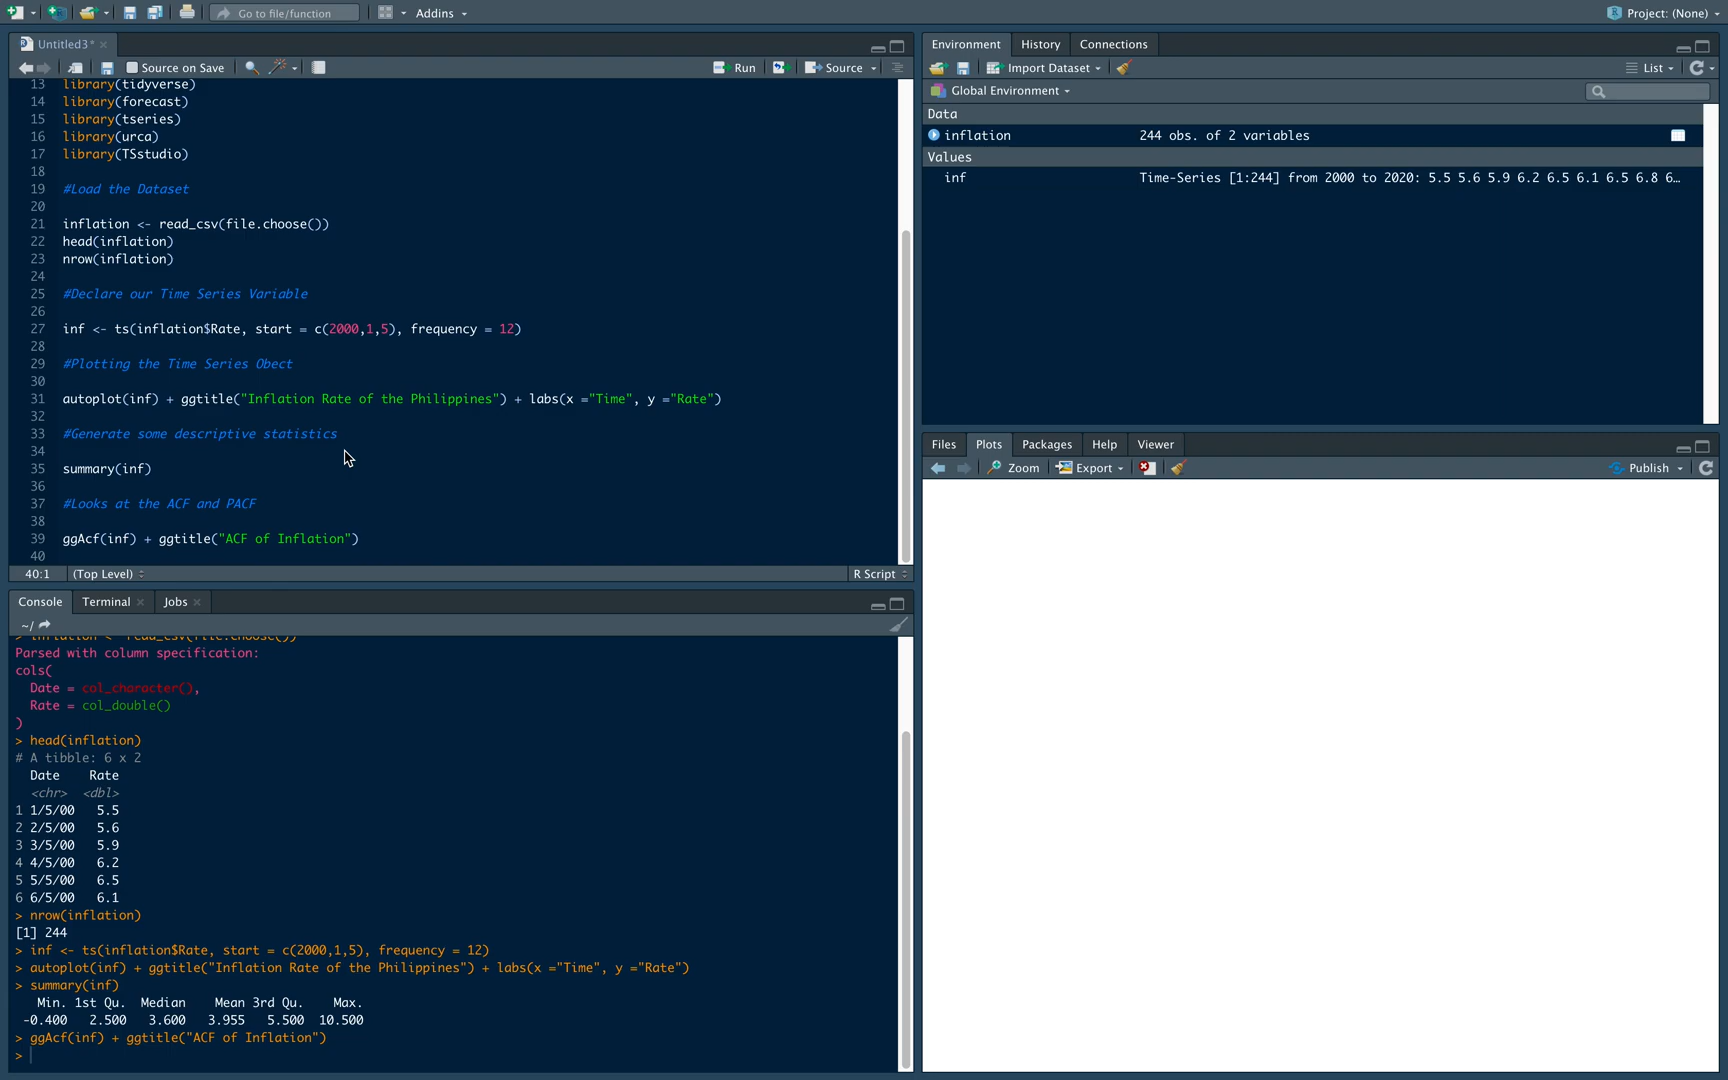 Go to file/function
Addins
Project: (None)
Untitled3*
Source on Save
Run
Source
13 library(tidyverse)
14 library(forecast)
15 library(tseries)
16 library(urca)
17 library(TSstudio)
18
19 #Load the Dataset
20
21 inflation <- read_csv(file.choose())
22 head(inflation)
23 nrow(inflation)
24
25 #Declare our Time Series Variable
26
27 inf <- ts(inflation$Rate, start = c(2000,1,5), frequency = 12)
28
29 #Plotting the Time Series Obect
30
31 autoplot(inf) + ggtitle("Inflation Rate of the Philippines") + labs(x ="Time", y ="Rate")
32
33 #Generate some descriptive statistics
34
35 summary(inf)
36
37 #Looks at the ACF and PACF
38
39 ggAcf(inf) + ggtitle("ACF of Inflation")
40
40:1 (Top Level) R Script
Console Terminal Jobs
~/
> inflation <- read_csv(file.choose())
Parsed with column specification:
cols(
Date = col_character(),
Rate = col_double()
)
> head(inflation)
# A tibble: 6 x 2
Date Rate
<chr> <dbl>
1 1/5/00 5.5
2 2/5/00 5.6
3 3/5/00 5.9
4 4/5/00 6.2
5 5/5/00 6.5
6 6/5/00 6.1
> nrow(inflation)
[1] 244
> inf <- ts(inflation$Rate, start = c(2000,1,5), frequency = 12)
> autoplot(inf) + ggtitle("Inflation Rate of the Philippines") + labs(x ="Time", y ="Rate")
> summary(inf)
Min. 1st Qu. Median Mean 3rd Qu. Max.
-0.400 2.500 3.600 3.955 5.500 10.500
> ggAcf(inf) + ggtitle("ACF of Inflation")
>
Environment History Connections
Import Dataset
List
Global Environment
Data
inflation 244 obs. of 2 variables
Values
inf Time-Series [1:244] from 2000 to 2020: 5.5 5.6 5.9 6.2 6.5 6.1 6.5 6.8 6…
Files Plots Packages Help Viewer
Zoom Export Publish